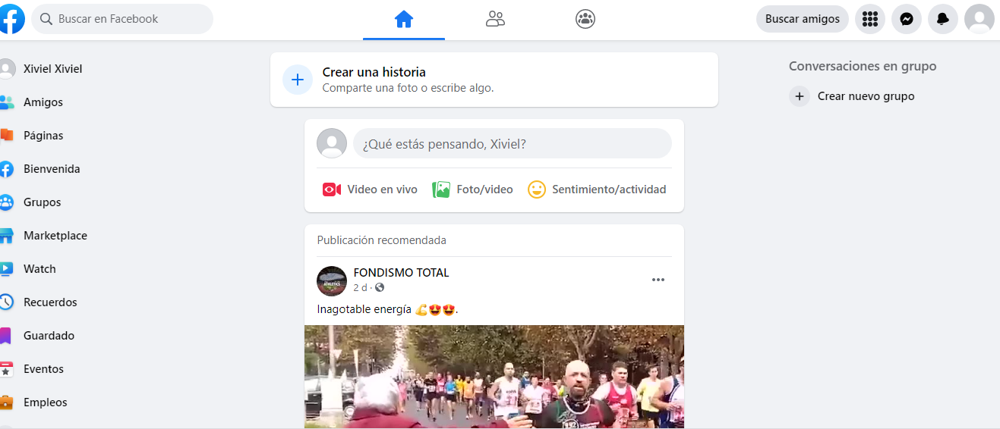 Buscar en Facebook
Buscar amigos
Xiviel Xiviel
Amigos
Páginas
Bienvenida
Grupos
Marketplace
Watch
Recuerdos
Guardado
Eventos
Empleos
Crear una historia
Comparte una foto o escribe algo.
¿Qué estás pensando, Xiviel?
Video en vivo
Foto/video
Sentimiento/actividad
Publicación recomendada
FONDISMO TOTAL
2 d ·
Inagotable energía 💪😍😍.
Conversaciones en grupo
Crear nuevo grupo